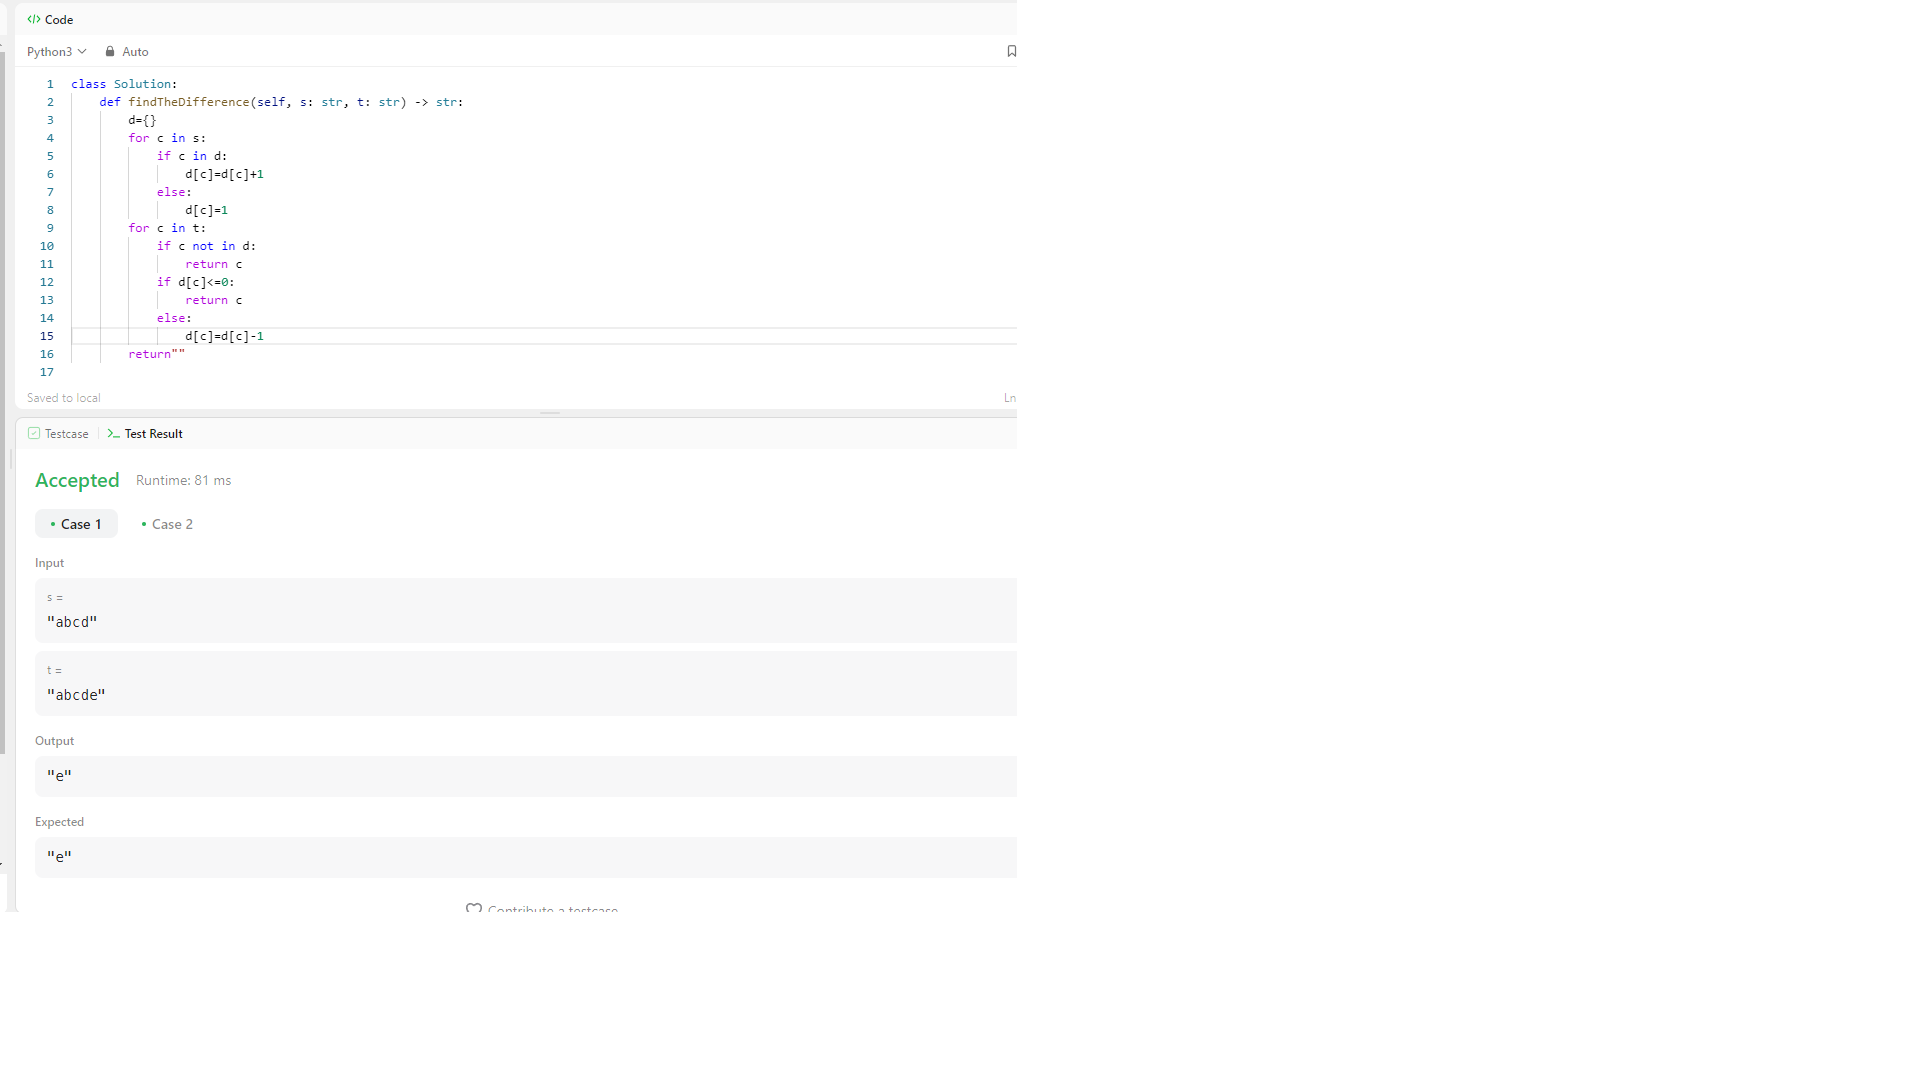 Code
Python3 Auto
1 class Solution:
2 def findTheDifference(self, s: str, t: str) -> str:
3 d={}
4 for c in s:
5 if c in d:
6 d[c]=d[c]+1
7 else:
8 d[c]=1
9 for c in t:
10 if c not in d:
11 return c
12 if d[c]<=0:
13 return c
14 else:
15 d[c]=d[c]-1
16 return""
17
Saved to local Ln
Testcase Test Result
Accepted Runtime: 81 ms
Case 1 Case 2
Input
s =
"abcd"
t =
"abcde"
Output
"e"
Expected
"e"
Contribute a testcase